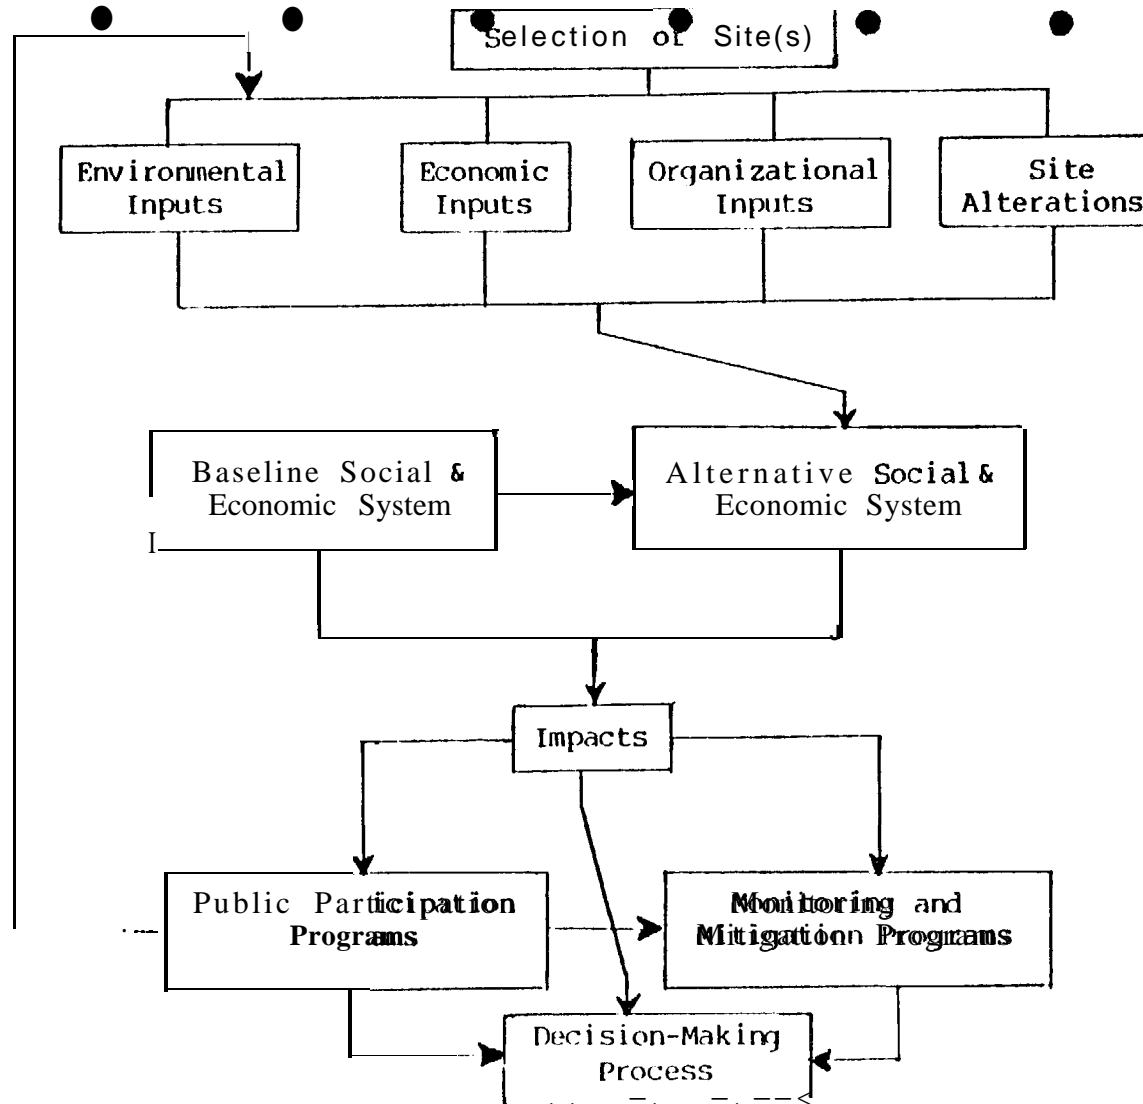 Selection of Site(s)
Environmental
Inputs
Economic
Inputs
Organizational
Inputs
Site
Alterations
Baseline Social &
Economic System
Alternative Social &
Economic System
Impacts
Public Participation
Programs
Monitoring and
Mitigation Programs
Decision-Making
Process